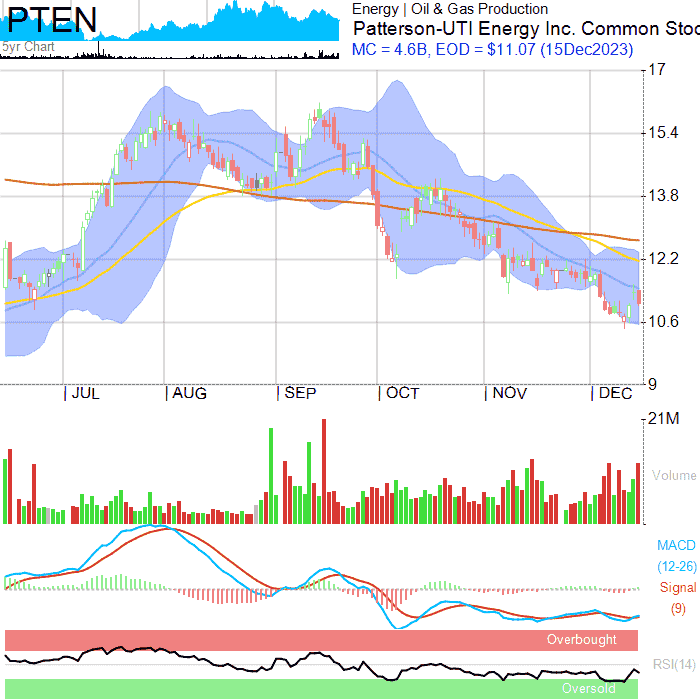 PTEN
5yr Chart
Energy | Oil & Gas Production
Patterson-UTI Energy Inc. Common Stoc
MC = 4.6B, EOD = $11.07 (15Dec2023)
17
15.4
13.8
12.2
10.6
9
JUL AUG SEP OCT NOV DEC
21M
Volume
MACD
(12-26)
Signal
(9)
Overbought
RSI(14)
Oversold